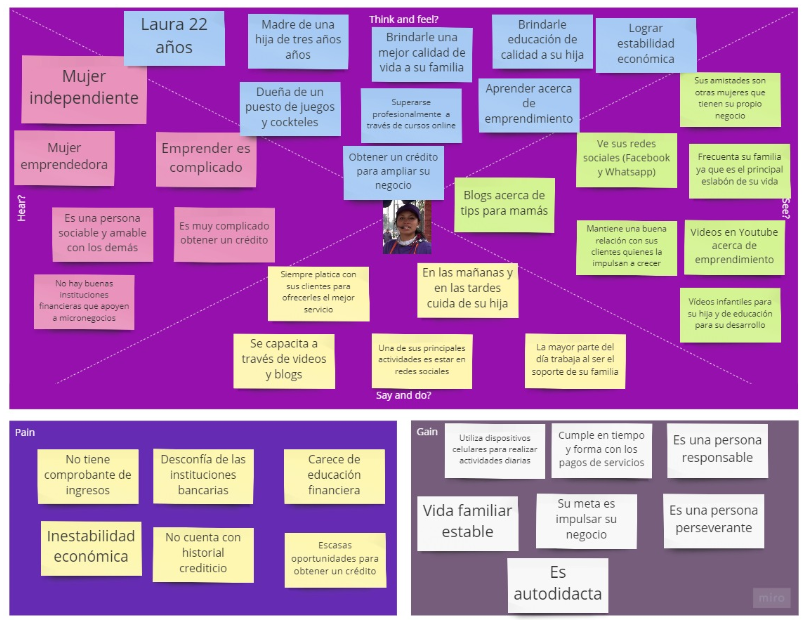 Think and feel?
Laura 22
años
Madre de una
hija de tres años
años
Brindarle una
mejor calidad de
vida a su familia
Brindarle
educación de
calidad a su hija
Lograr
estabilidad
económica
Dueña de un
puesto de juegos
y cockteles
Superarse
profesionalmente a
través de cursos online
Aprender acerca
de
emprendimiento
Obtener un crédito
para ampliar su
negocio
Hear?
Mujer
independiente
Mujer
emprendedora
Emprender es
complicado
Es una persona
sociable y amable
con los demás
Es muy complicado
obtener un crédito
No hay buenas
instituciones
financieras que apoyen
a micronegocios
See?
Sus amistades son
otras mujeres que
tienen su propio
negocio
Ve sus redes
sociales (Facebook
y Whatsapp)
Frecuenta su familia
ya que es el principal
eslabón de su vida
Blogs acerca de
tips para mamás
Mantiene una buena
relación con sus
clientes quienes la
impulsan a crecer
Videos en Youtube
acerca de
emprendimiento
Vídeos infantiles para
su hija y de educación
para su desarrollo
Siempre platica con
sus clientes para
ofrecerles el mejor
servicio
En las mañanas y
en las tardes
cuida de su hija
Se capacita a
través de videos
y blogs
Una de sus principales
actividades es estar en
redes sociales
La mayor parte del
día trabaja al ser el
soporte de su familia
Say and do?
Pain
No tiene
comprobante de
ingresos
Desconfía de las
instituciones
bancarias
Carece de
educación
financiera
Inestabilidad
económica
No cuenta con
historial
crediticio
Escasas
oportunidades para
obtener un crédito
Gain
Utiliza dispositivos
celulares para realizar
actividades diarias
Cumple en tiempo
y forma con los
pagos de servicios
Es una persona
responsable
Vida familiar
estable
Su meta es
impulsar su
negocio
Es una persona
perseverante
Es
autodidacta
miro